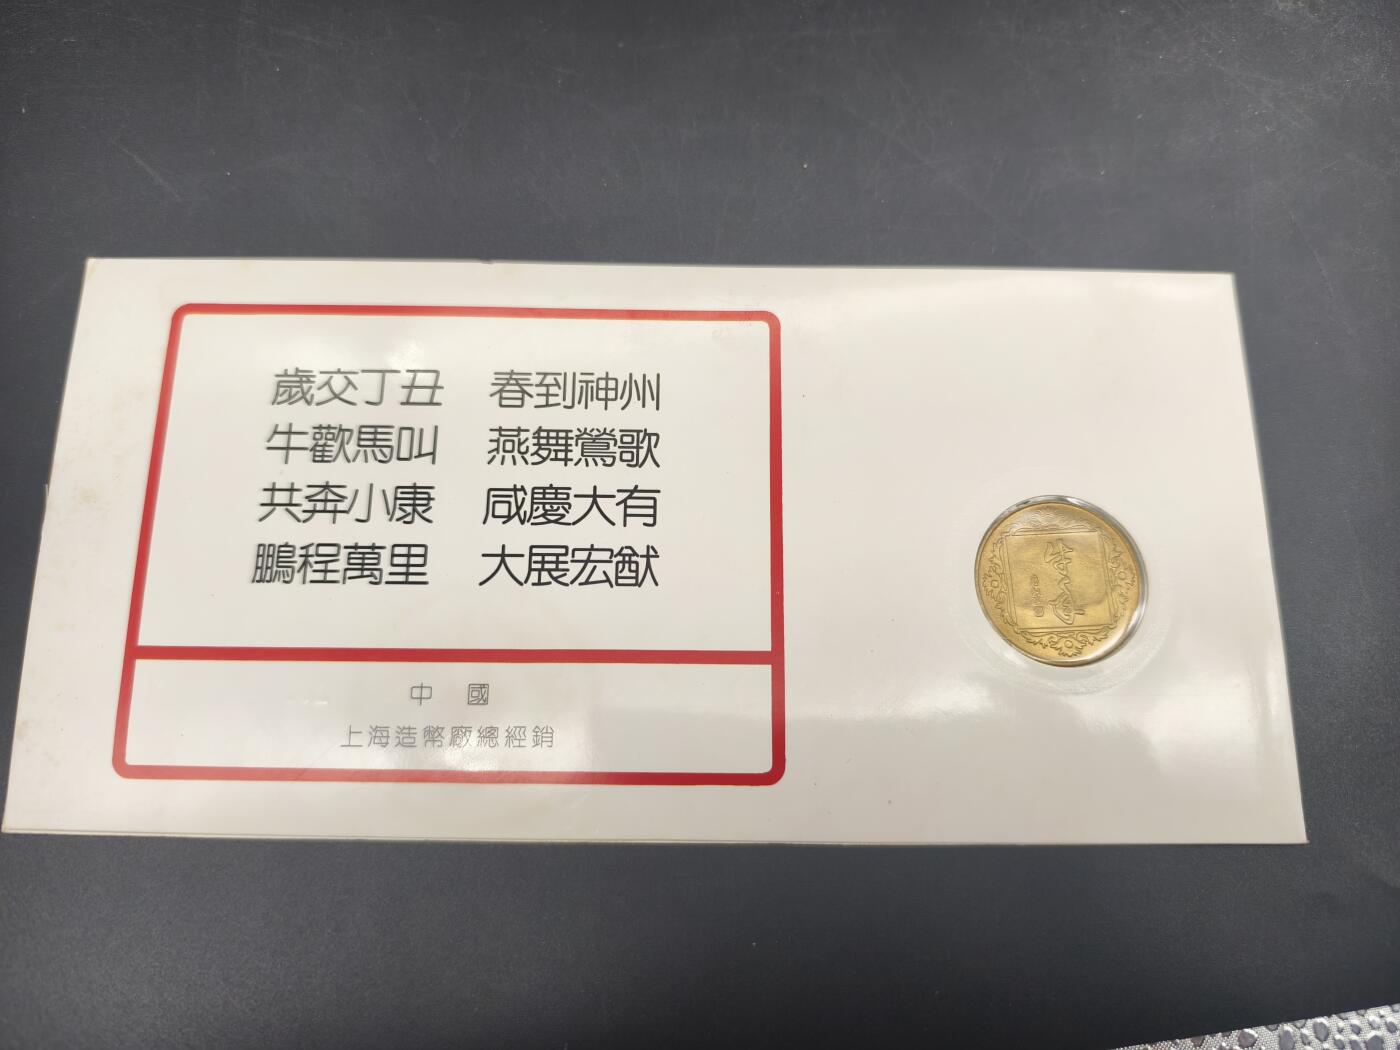 歲交丁丑 春到神州
牛歡馬叫 燕舞鶯歌
共奔小康 咸慶大有
鵬程萬里 大展宏猷
中 國
上海造幣廠總經銷